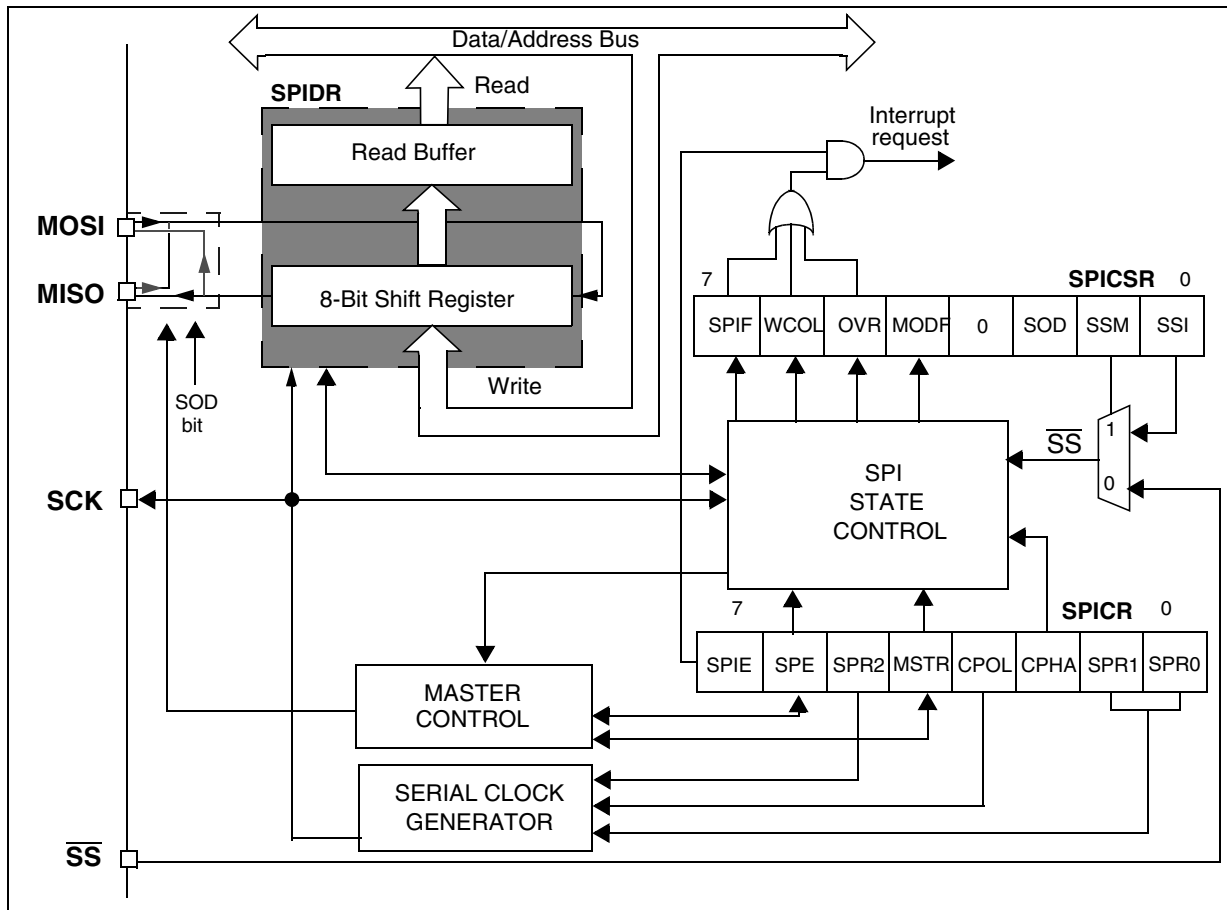 Data/Address Bus
SPIDR
Read
Read Buffer
Interrupt
request
MOSI
MISO
8-Bit Shift Register
Write
SOD
bit
7
SPICSR
0
SPIF
WCOL
OVR
MODF
0
SOD
SSM
SSI
SS
1
0
SCK
SPI
STATE
CONTROL
7
SPICR
0
SPIE
SPE
SPR2
MSTR
CPOL
CPHA
SPR1
SPR0
MASTER
CONTROL
SERIAL CLOCK
GENERATOR
SS